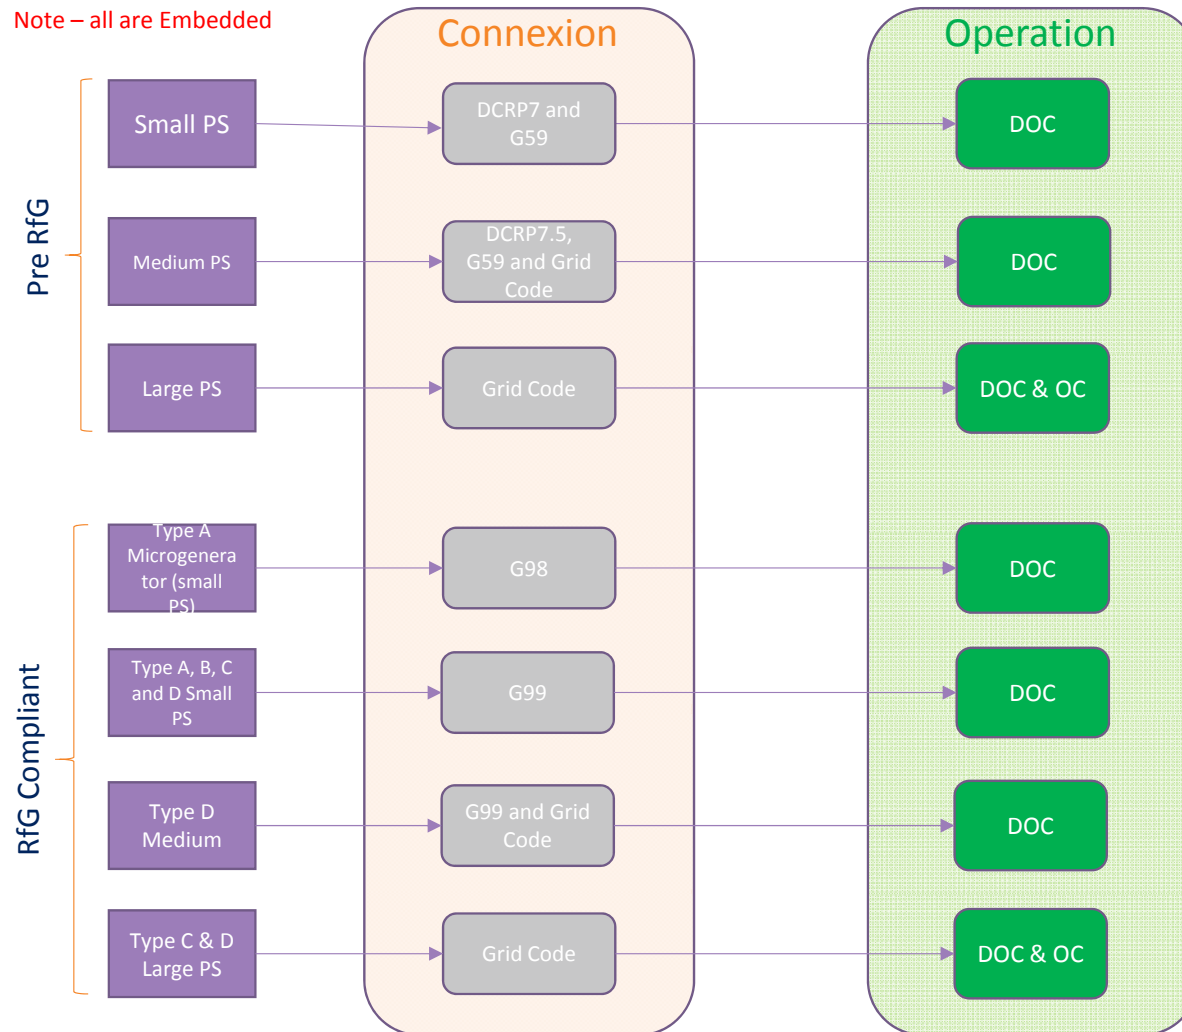 Note – all are Embedded
Connexion
Operation
Pre RfG
Small PS
DCRP7 and
G59
DOC
Medium PS
DCRP7.5,
G59 and Grid
Code
DOC
Large PS
Grid Code
DOC & OC
RfG Compliant
Type A
Microgenera
tor (small
PS)
G98
DOC
Type A, B, C
and D Small
PS
G99
DOC
Type D
Medium
G99 and Grid
Code
DOC
Type C & D
Large PS
Grid Code
DOC & OC